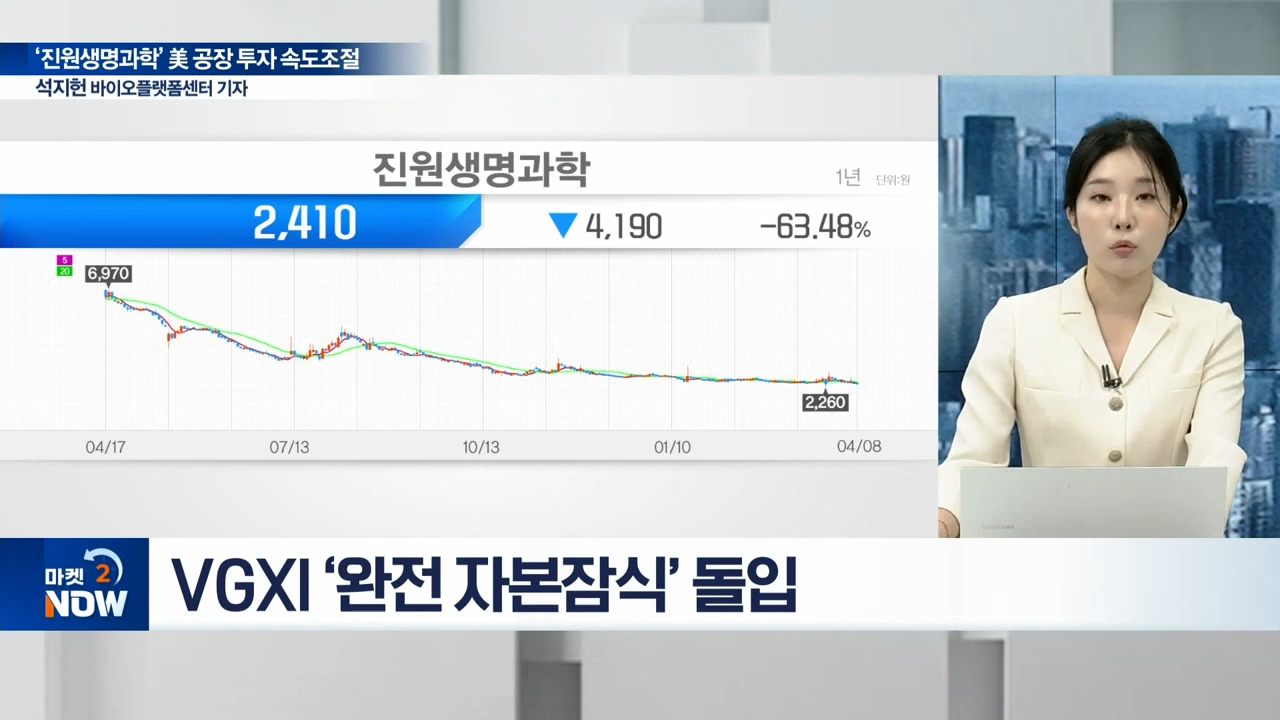 ‘진원생명과학’ 美 공장 투자 속도조절
석지헌 바이오플랫폼센터 기자
진원생명과학
1년 단위:원
2,410 ▼ 4,190 -63.48%
5
20
6,970
2,260
04/17 07/13 10/13 01/10 04/08
마켓 2
NOW
VGXI ‘완전 자본잠식’ 돌입